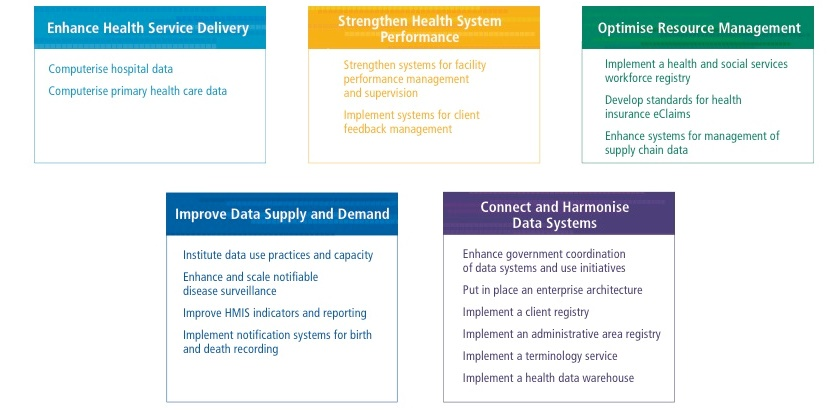 Enhance Health Service Delivery
Computerise hospital data
Computerise primary health care data
Strengthen Health System
Performance
Strengthen systems for facility
performance management
and supervision
Implement systems for client
feedback management
Optimise Resource Management
Implement a health and social services
workforce registry
Develop standards for health
insurance eClaims
Enhance systems for management of
supply chain data
Improve Data Supply and Demand
Institute data use practices and capacity
Enhance and scale notifiable
disease surveillance
Improve HMIS indicators and reporting
Implement notification systems for birth
and death recording
Connect and Harmonise
Data Systems
Enhance government coordination
of data systems and use initiatives
Put in place an enterprise architecture
Implement a client registry
Implement an administrative area registry
Implement a terminology service
Implement a health data warehouse